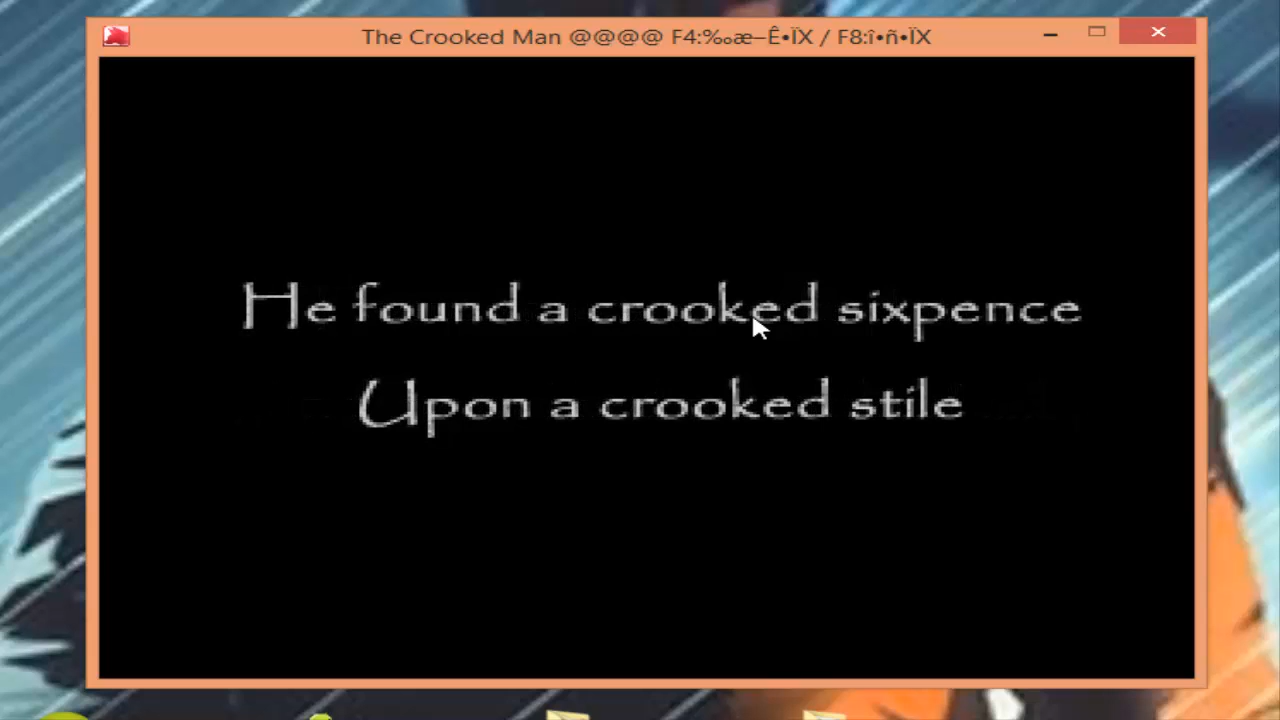 The Crooked Man @@@@ F4:%‰æ–Ê•ÏX / F8:î•ñ•ÏX
He found a crooked sixpence
Upon a crooked stile